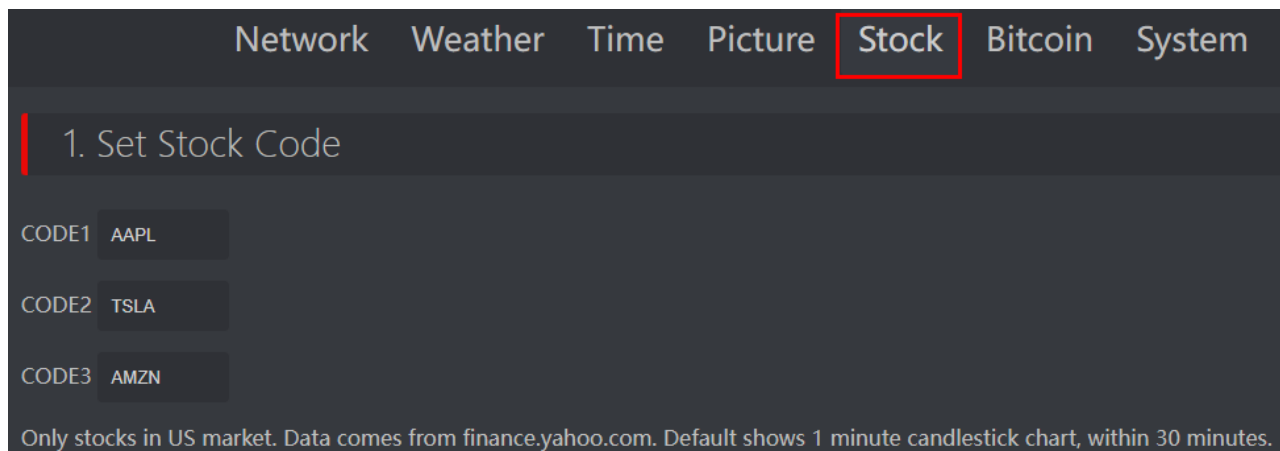 Network Weather Time Picture Stock Bitcoin System
1. Set Stock Code
CODE1 AAPL
CODE2 TSLA
CODE3 AMZN
Only stocks in US market. Data comes from finance.yahoo.com. Default shows 1 minute candlestick chart, within 30 minutes.